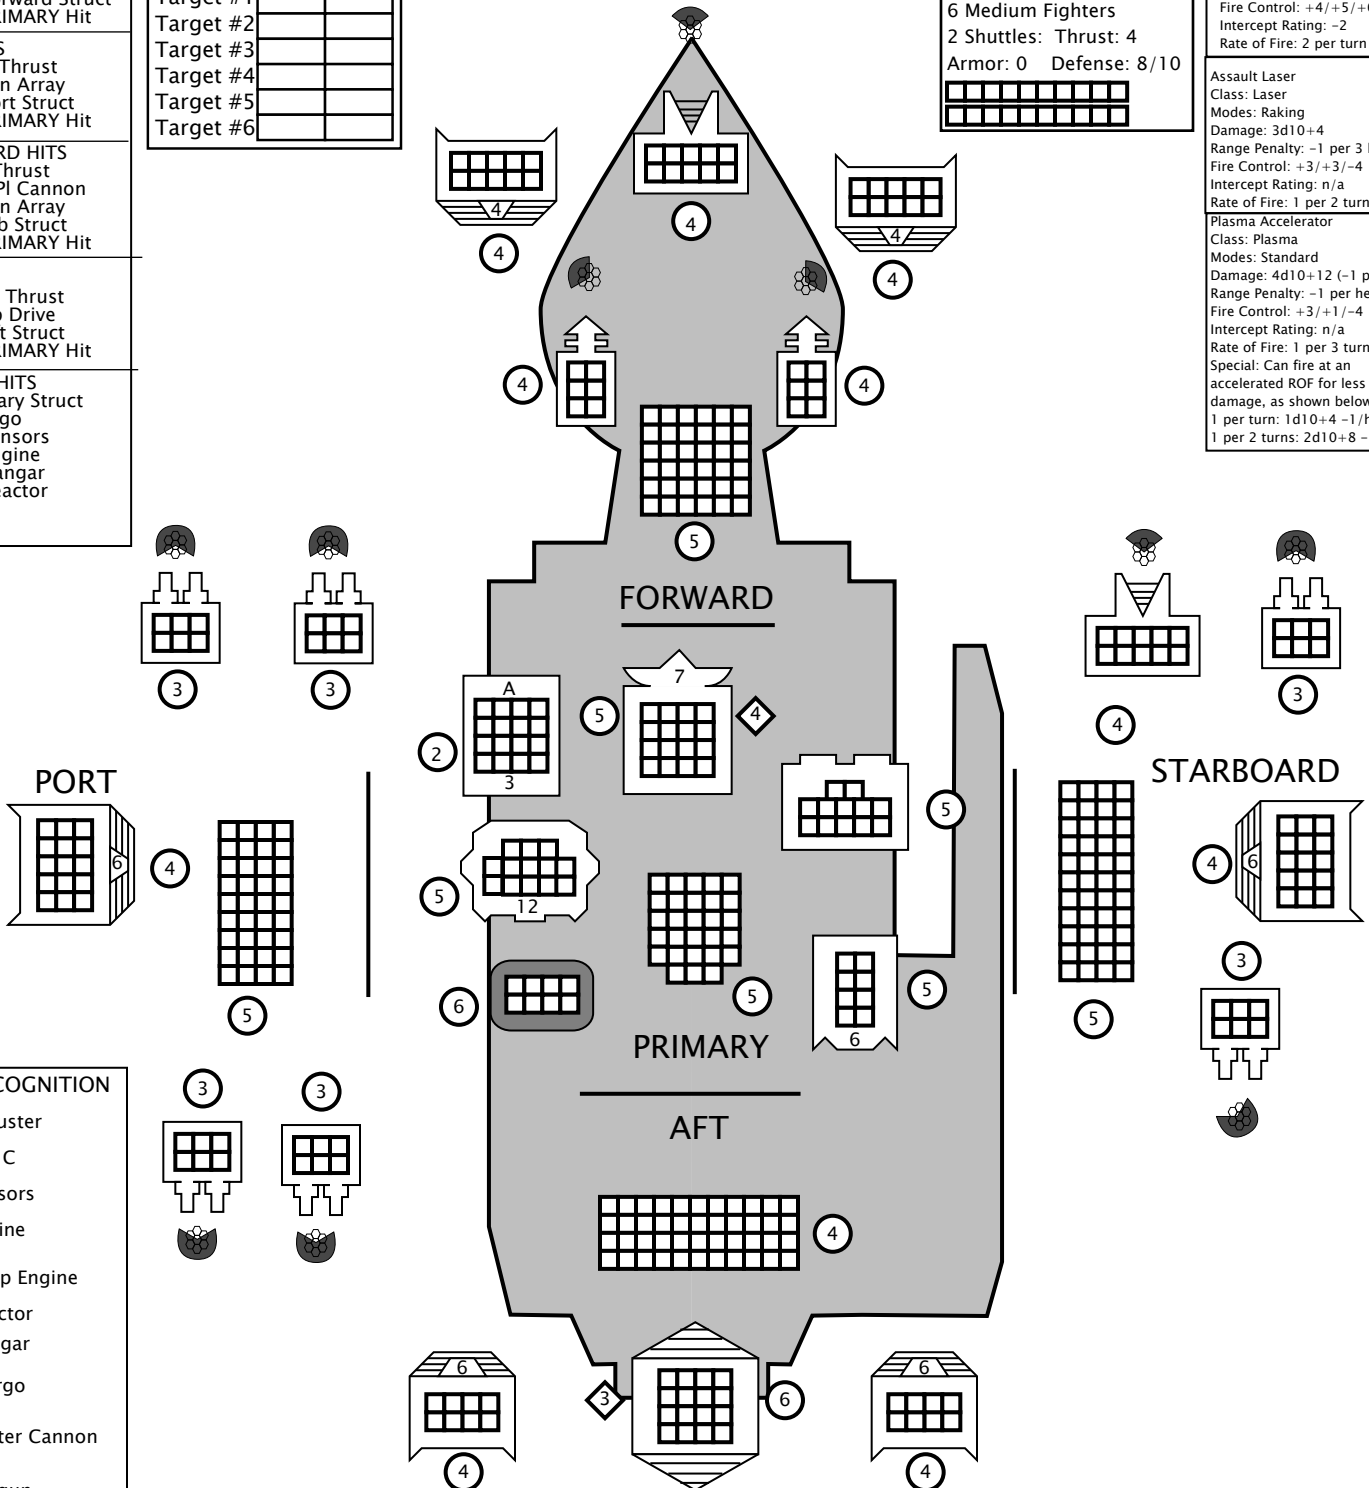 LIMARY Hit
Thrust
n Array
rt Struct
LIMARY Hit
RD HITS
Thrust
Pl Cannon
n Array
b Struct
LIMARY Hit
Thrust
p Drive
t Struct
LIMARY Hit
HITS
ary Struct
go
nsors
gine
angar
eactor
Target #2
Target #3
Target #4
Target #5
Target #6
6 Medium Fighters
2 Shuttles: Thrust: 4
Armor: 0 Defense: 8/10
Fire Control: +4/+5/+6
Intercept Rating: -2
Rate of Fire: 2 per turn
Assault Laser
Class: Laser
Modes: Raking
Damage: 3d10+4
Range Penalty: -1 per 3 h
Fire Control: +3/+3/-4
Intercept Rating: n/a
Rate of Fire: 1 per 2 turn
Plasma Accelerator
Class: Plasma
Modes: Standard
Damage: 4d10+12 (-1 p
Range Penalty: -1 per he
Fire Control: +3/+1/-4
Intercept Rating: n/a
Rate of Fire: 1 per 3 turn
Special: Can fire at an
accelerated ROF for less
damage, as shown below
1 per turn: 1d10+4 -1/h
1 per 2 turns: 2d10+8 -
4
4
4
4
4
4
4
5
FORWARD
3
3
A
3
2
5
7
4
5
4
3
PORT
STARBOARD
6
4
5
5
12
6
5
5
6
PRIMARY
4
6
3
5
AFT
4
COGNITION
uster
C
sors
ine
p Engine
ctor
gar
rgo
ter Cannon
3
3
6
4
3
6
6
4